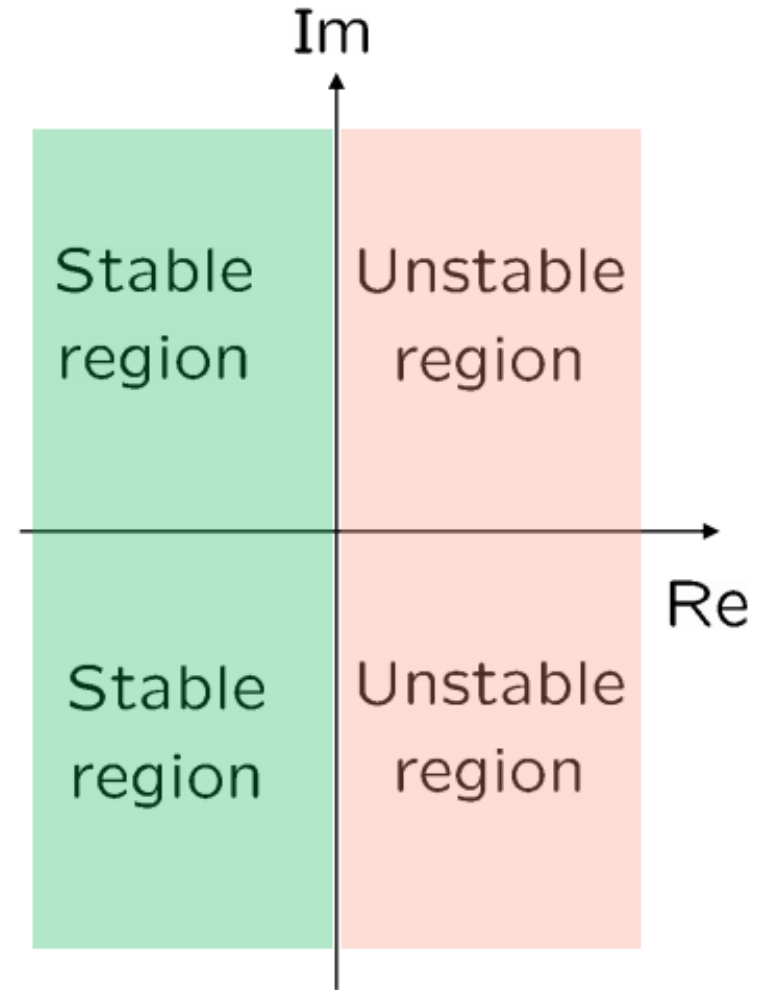 Im
Stable
region
Unstable
region
Re
Stable
region
Unstable
region